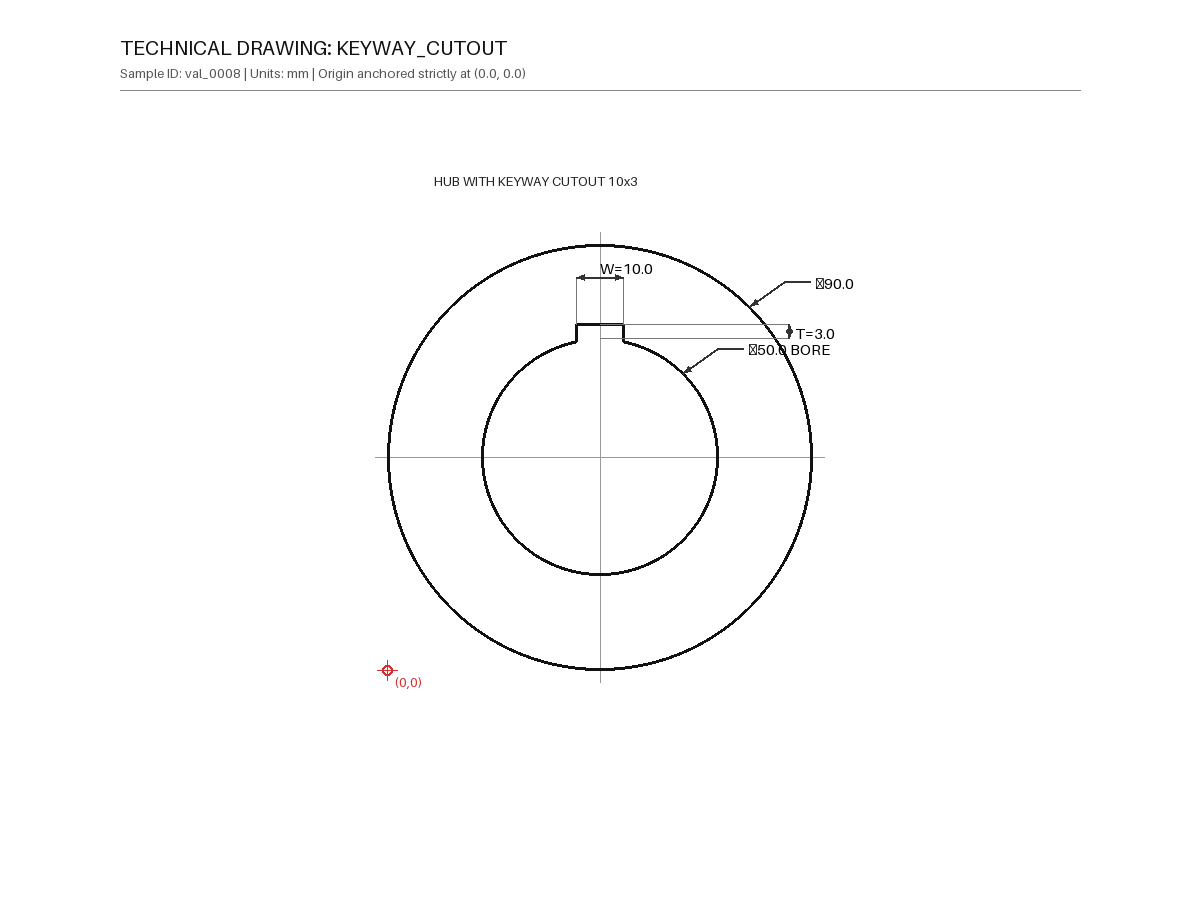 TECHNICAL DRAWING: KEYWAY_CUTOUT
Sample ID: val_0008 | Units: mm | Origin anchored strictly at (0.0, 0.0)
HUB WITH KEYWAY CUTOUT 10x3
W=10.0
90.0
T=3.0
50.0 BORE
(0,0)